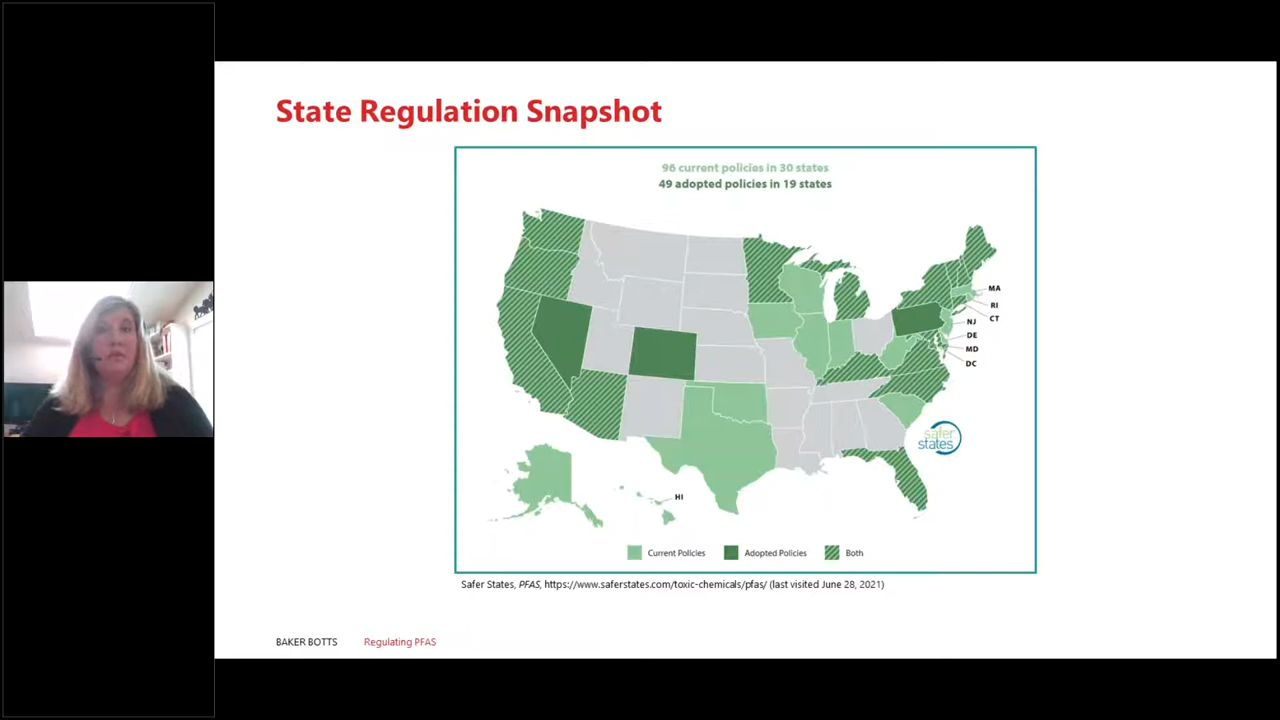 State Regulation Snapshot
96 current policies in 30 states
49 adopted policies in 19 states
MA
RI
CT
NJ
DE
MD
DC
safer
states
HI
Current Policies
Adopted Policies
Both
Safer States, PFAS, https://www.saferstates.com/toxic-chemicals/pfas/ (last visited June 28, 2021)
BAKER BOTTS
Regulating PFAS